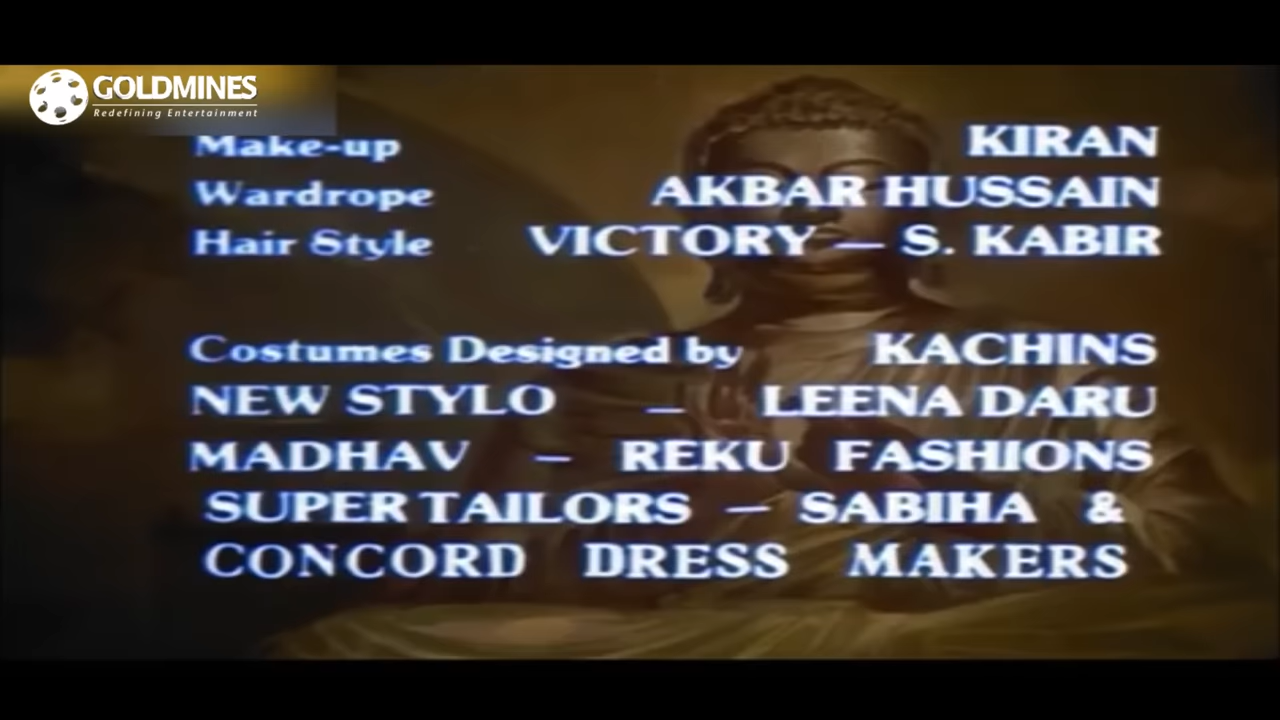 GOLDMINES
Redefining Entertainment
Make-up KIRAN
Wardrope AKBAR HUSSAIN
Hair Style VICTORY – S. KABIR
Costumes Designed by KACHINS
NEW STYLO – LEENA DARU
MADHAV – REKU FASHIONS
SUPER TAILORS – SABIHA &
CONCORD DRESS MAKERS